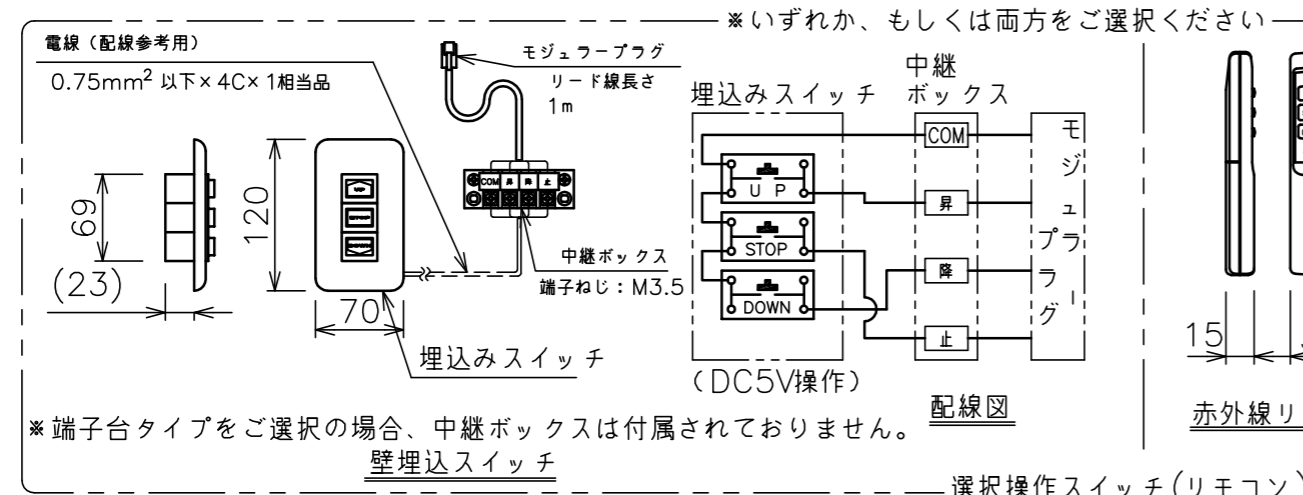 ※いずれか、もしくは両方をご選択ください
電線（配線参考用）
0.75mm² 以下×4C×1相当品
モジュラープラグ
リード線長さ
1m
埋込みスイッチ
中継
ボックス
COM
モジュラープラグ
UP
昇
69
120
UP
STOP
DOWN
COM 昇 降 止
STOP
降
中継ボックス
端子ねじ：M3.5
(23)
DOWN
70
止
15
埋込みスイッチ
(DC5V操作)
配線図
赤外線リ
※端子台タイプをご選択の場合、中継ボックスは付属されておりません。
壁埋込スイッチ
選択操作スイッチ(リモコン)